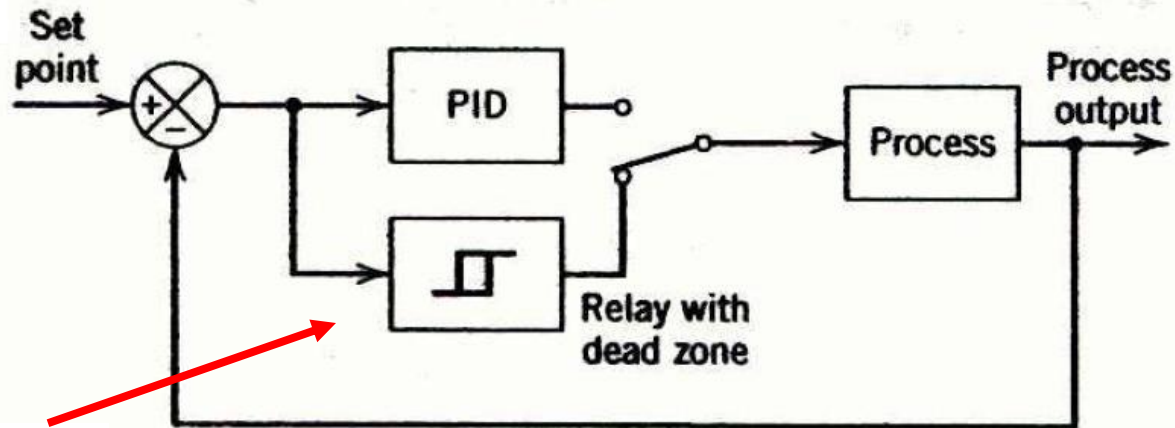 Set
point
+
−
PID
Process
Process
output
Relay with
dead zone